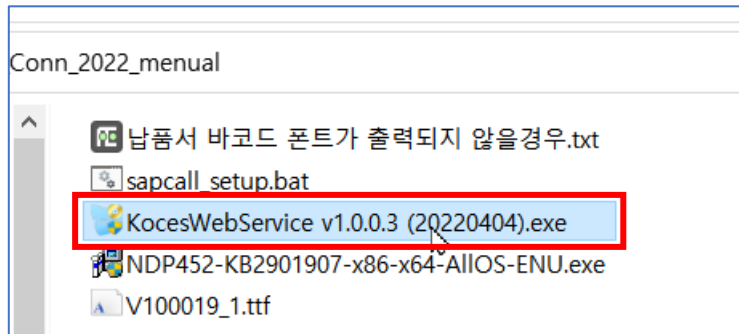 Conn_2022_menual
납품서 바코드 폰트가 출력되지 않을경우.txt
sapcall_setup.bat
KocesWebService v1.0.0.3 (20220404).exe
NDP452-KB2901907-x86-x64-AllOS-ENU.exe
V100019_1.ttf